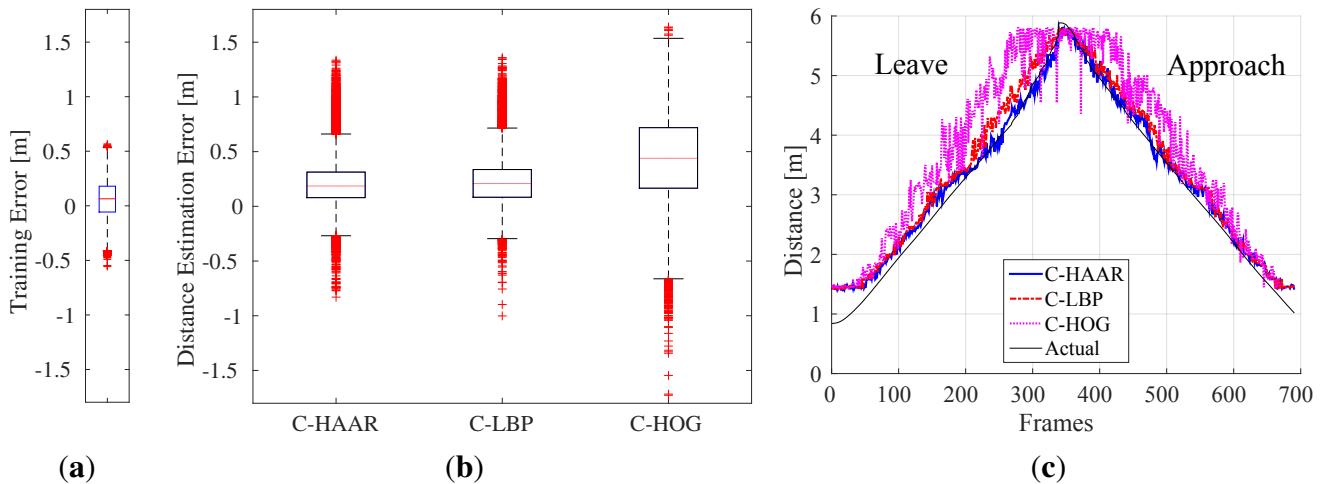 Training Error [m]
1.5
1
0.5
0
-0.5
-1
-1.5
(a)
Distance Estimation Error [m]
1.5
1
0.5
0
-0.5
-1
-1.5
C-HAAR C-LBP C-HOG
(b)
Distance [m]
6
5
4
3
2
1
0
Leave Approach
C-HAAR
C-LBP
C-HOG
Actual
0 100 200 300 400 500 600 700
Frames
(c)